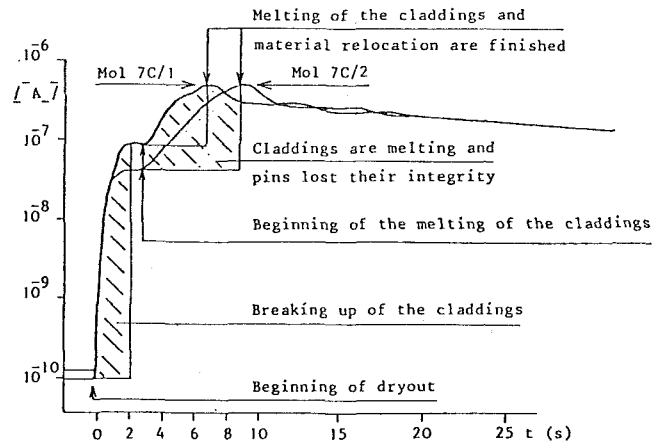 Melting of the claddings and
material relocation are finished
10^-6
Mol 7C/1
Mol 7C/2
[A]
10^-7
Claddings are melting and
pins lost their integrity
10^-8
Beginning of the melting of the claddings
10^-9
Breaking up of the claddings
10^-10
Beginning of dryout
0 2 4 6 8 10 15 20 25 t (s)